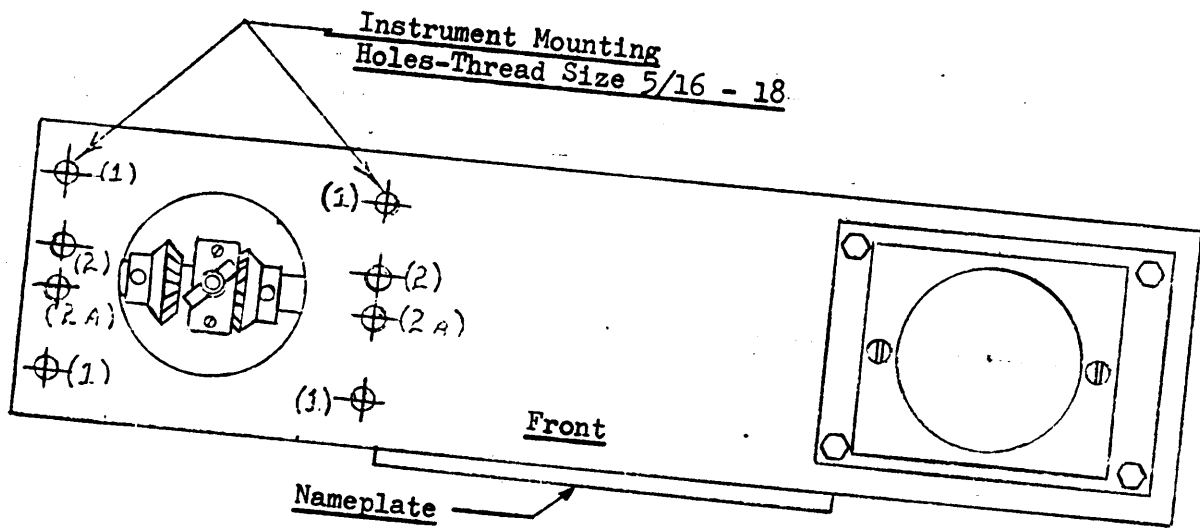 Instrument Mounting
Holes-Thread Size 5/16 - 18
(1)
(1)
(2)
(2)
(2A)
(2A)
(1)
(1)
Front
Nameplate